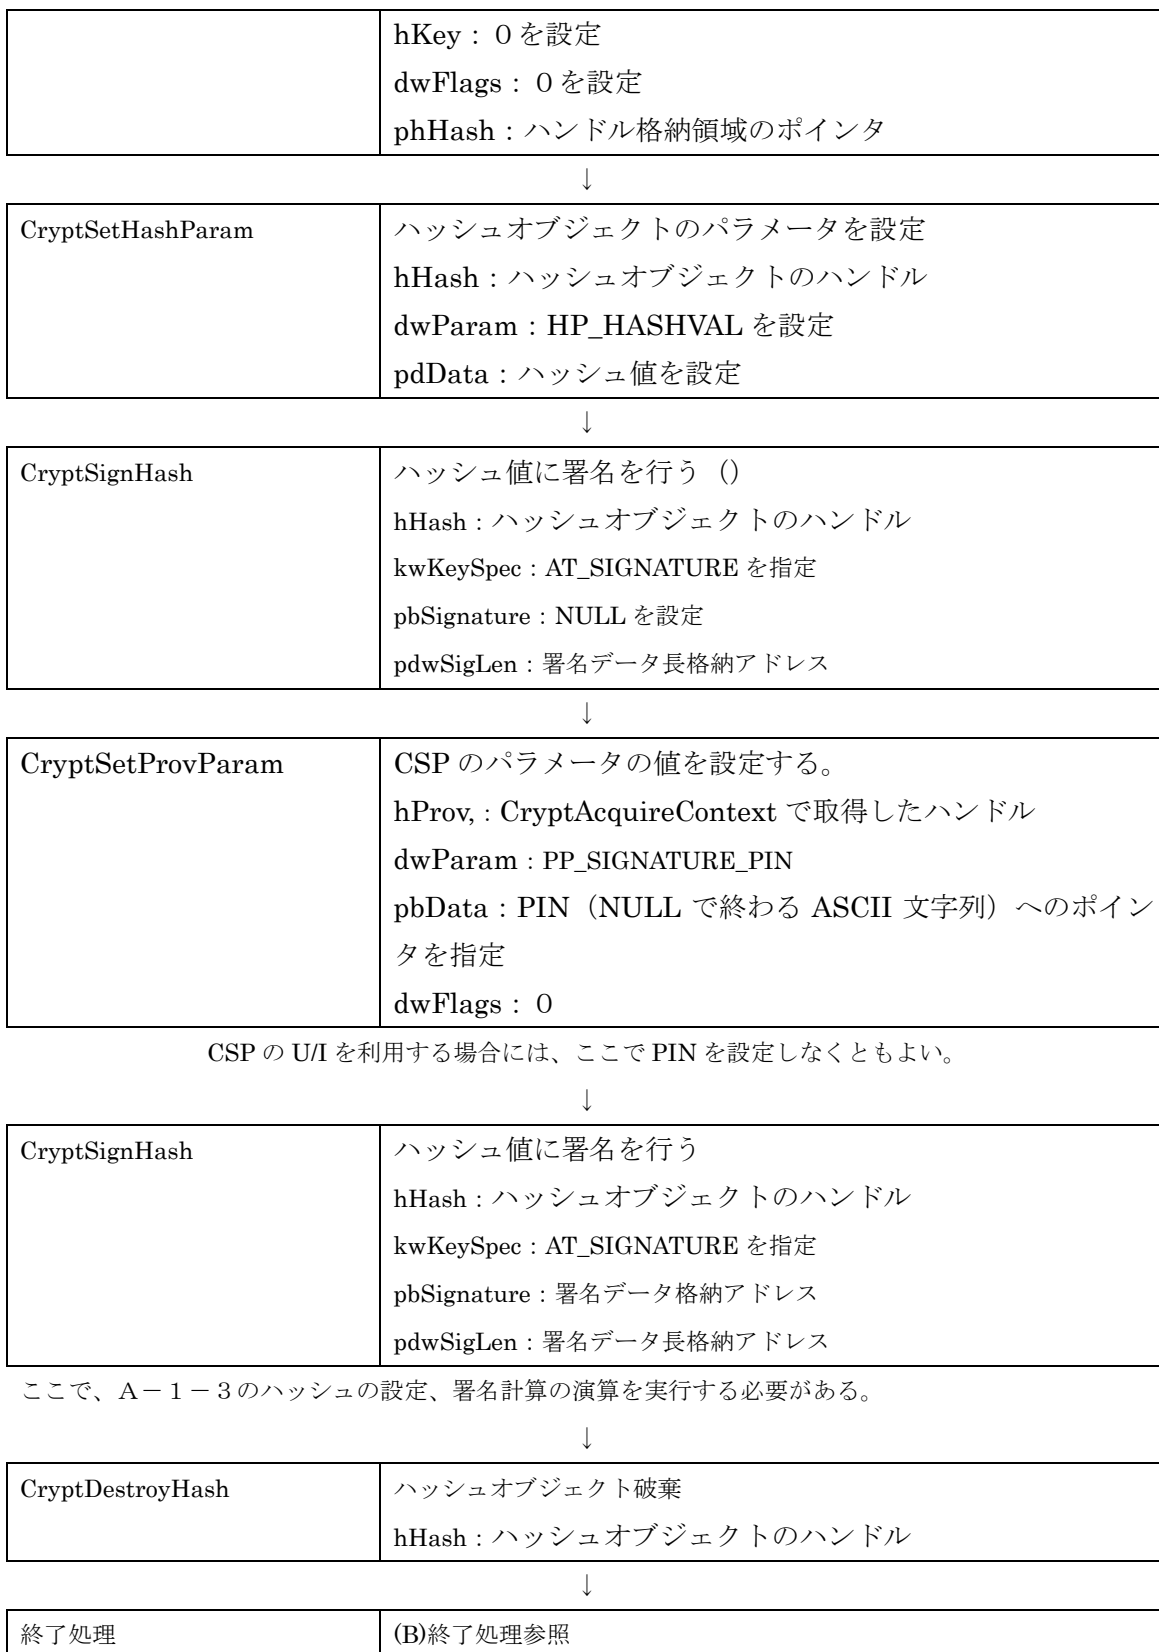 hKey：０を設定
dwFlags：０を設定
phHash：ハンドル格納領域のポインタ
↓
CryptSetHashParam ハッシュオブジェクトのパラメータを設定
hHash：ハッシュオブジェクトのハンドル
dwParam：HP_HASHVAL を設定
pdData：ハッシュ値を設定
↓
CryptSignHash ハッシュ値に署名を行う（）
hHash：ハッシュオブジェクトのハンドル
kwKeySpec：AT_SIGNATURE を指定
pbSignature：NULL を設定
pdwSigLen：署名データ長格納アドレス
↓
CryptSetProvParam CSP のパラメータの値を設定する。
hProv,：CryptAcquireContext で取得したハンドル
dwParam：PP_SIGNATURE_PIN
pbData：PIN（NULL で終わる ASCII 文字列）へのポイン
タを指定
dwFlags：０
CSP の U/I を利用する場合には、ここで PIN を設定しなくともよい。
↓
CryptSignHash ハッシュ値に署名を行う
hHash：ハッシュオブジェクトのハンドル
kwKeySpec：AT_SIGNATURE を指定
pbSignature：署名データ格納アドレス
pdwSigLen：署名データ長格納アドレス
ここで、Ａ－１－３のハッシュの設定、署名計算の演算を実行する必要がある。
↓
CryptDestroyHash ハッシュオブジェクト破棄
hHash：ハッシュオブジェクトのハンドル
↓
終了処理 (B)終了処理参照